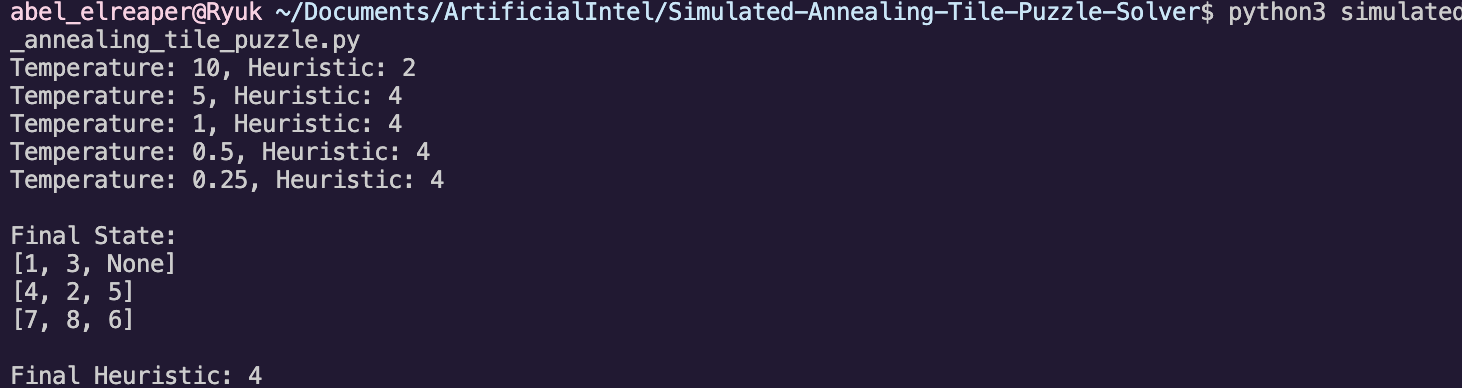 abel_elreaper@Ryuk ~/Documents/ArtificialIntel/Simulated-Annealing-Tile-Puzzle-Solver$ python3 simulated
_annealing_tile_puzzle.py
Temperature: 10, Heuristic: 2
Temperature: 5, Heuristic: 4
Temperature: 1, Heuristic: 4
Temperature: 0.5, Heuristic: 4
Temperature: 0.25, Heuristic: 4
Final State:
[1, 3, None]
[4, 2, 5]
[7, 8, 6]
Final Heuristic: 4